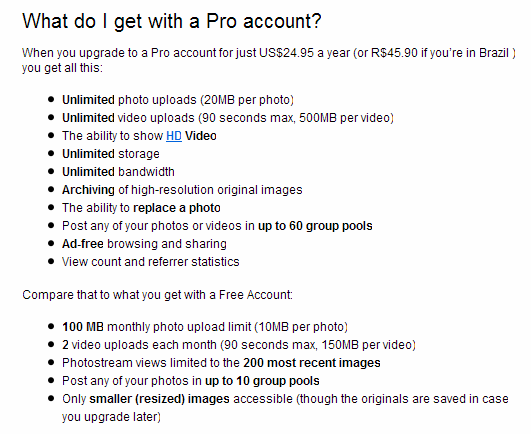 What do I get with a Pro account?
When you upgrade to a Pro account for just US$24.95 a year (or R$45.90 if you're in Brazil )
you get all this:
● Unlimited photo uploads (20MB per photo)
● Unlimited video uploads (90 seconds max, 500MB per video)
● The ability to show HD Video
● Unlimited storage
● Unlimited bandwidth
● Archiving of high-resolution original images
● The ability to replace a photo
● Post any of your photos or videos in up to 60 group pools
● Ad-free browsing and sharing
● View count and referrer statistics
Compare that to what you get with a Free Account:
● 100 MB monthly photo upload limit (10MB per photo)
● 2 video uploads each month (90 seconds max, 150MB per video)
● Photostream views limited to the 200 most recent images
● Post any of your photos in up to 10 group pools
● Only smaller (resized) images accessible (though the originals are saved in case
you upgrade later)